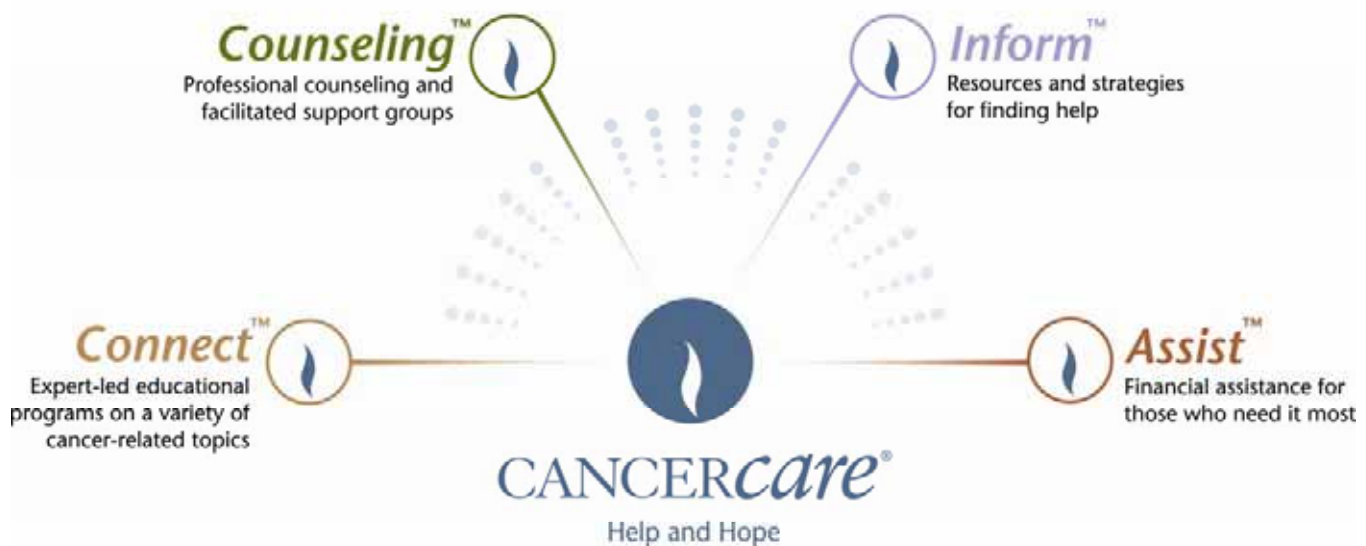 Counseling™
Professional counseling and
facilitated support groups
Inform™
Resources and strategies
for finding help
Connect™
Expert-led educational
programs on a variety of
cancer-related topics
Assist™
Financial assistance for
those who need it most
CANCERcare®
Help and Hope